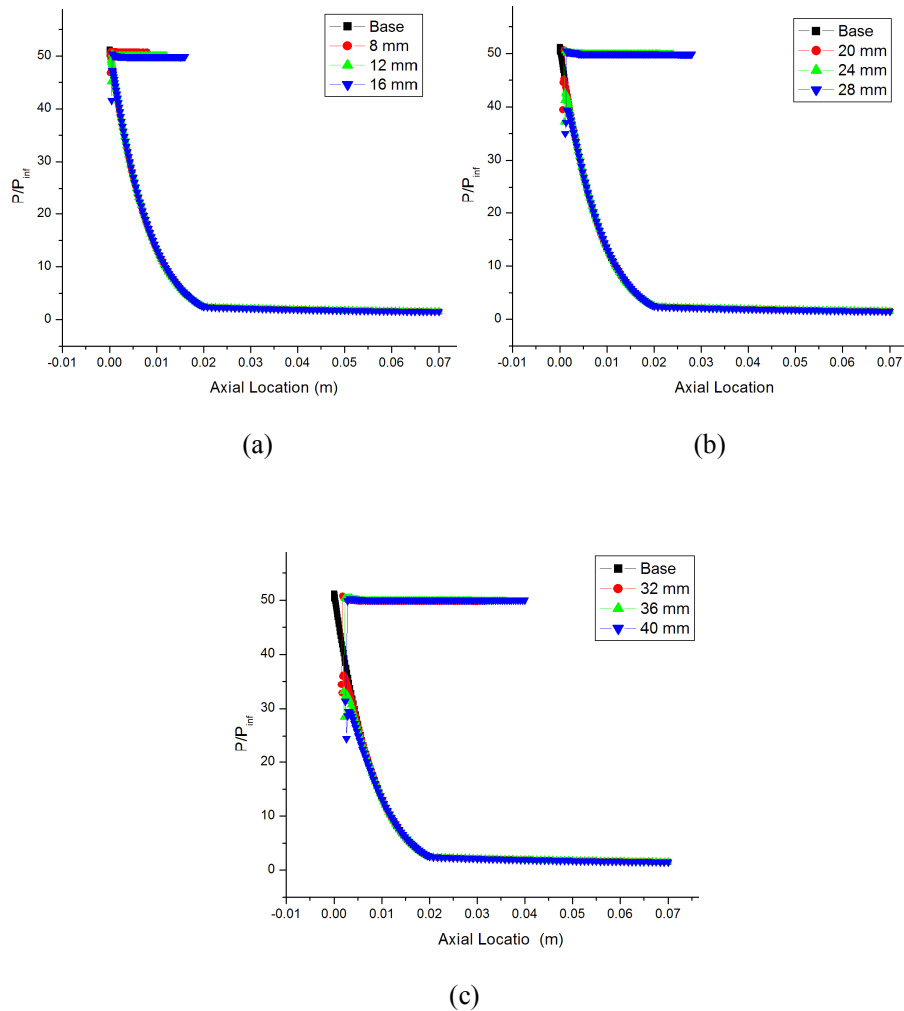 Base
8 mm
12 mm
16 mm
P/Pinf
50
40
30
20
10
0
-0.01 0.00 0.01 0.02 0.03 0.04 0.05 0.06 0.07
Axial Location (m)
(a)
Base
20 mm
24 mm
28 mm
P/Pinf
50
40
30
20
10
0
-0.01 0.00 0.01 0.02 0.03 0.04 0.05 0.06 0.07
Axial Location
(b)
Base
32 mm
36 mm
40 mm
P/Pinf
50
40
30
20
10
0
-0.01 0.00 0.01 0.02 0.03 0.04 0.05 0.06 0.07
Axial Locatio (m)
(c)